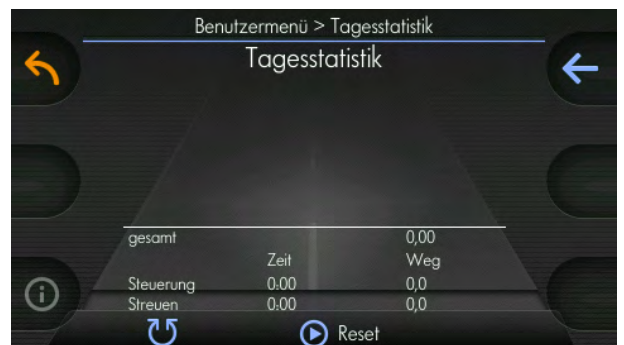 Benutzermenü > Tagesstatistik
Tagesstatistik
gesamt 0,00
Zeit Weg
Steuerung 0:00 0,0
Streuen 0:00 0,0
Reset